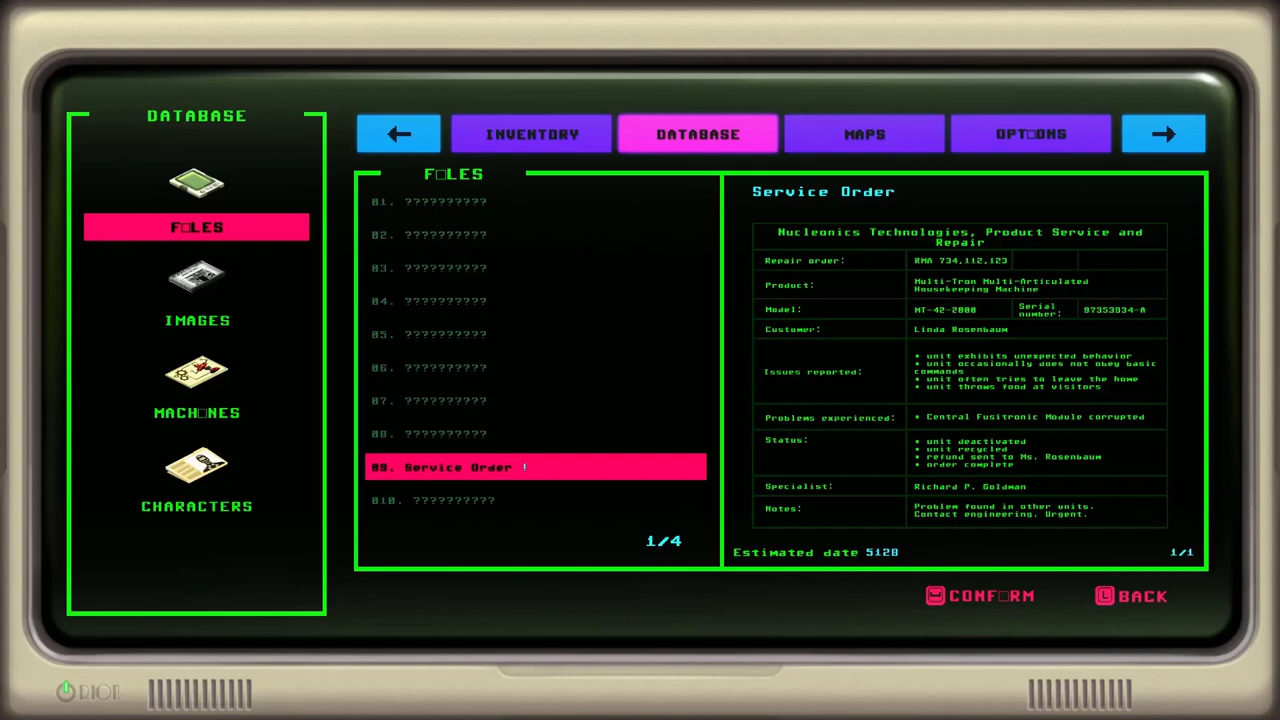 DATABASE
F□LES
IMAGES
MACH□NES
CHARACTERS
INVENTORY
DATABASE
MAPS
OPT□ONS
F□LES
01. ??????????
02. ??????????
03. ??????????
04. ??????????
05. ??????????
06. ??????????
07. ??????????
08. ??????????
09. Service Order !
010. ??????????
1/4
Service Order
Nucleonics Technologies, Product Service and
Repair
Repair order: RMA 734,112,123
Product: Multi-Tron Multi-Articulated
Housekeeping Machine
Model: MT-42-2000 Serial
number: 97353934-A
Customer: Linda Rosenbaum
Issues reported:
• unit exhibits unexpected behavior
• unit occasionally does not obey basic
commands
• unit often tries to leave the home
• unit throws food at visitors
Problems experienced: • Central Fusitronic Module corrupted
Status:
• unit deactivated
• unit recycled
• refund sent to Ms. Rosenbaum
• order complete
Specialist: Richard P. Goldman
Notes: Problem found in other units.
Contact engineering. Urgent.
Estimated date 5128
1/1
CONF□RM
L BACK
ORION